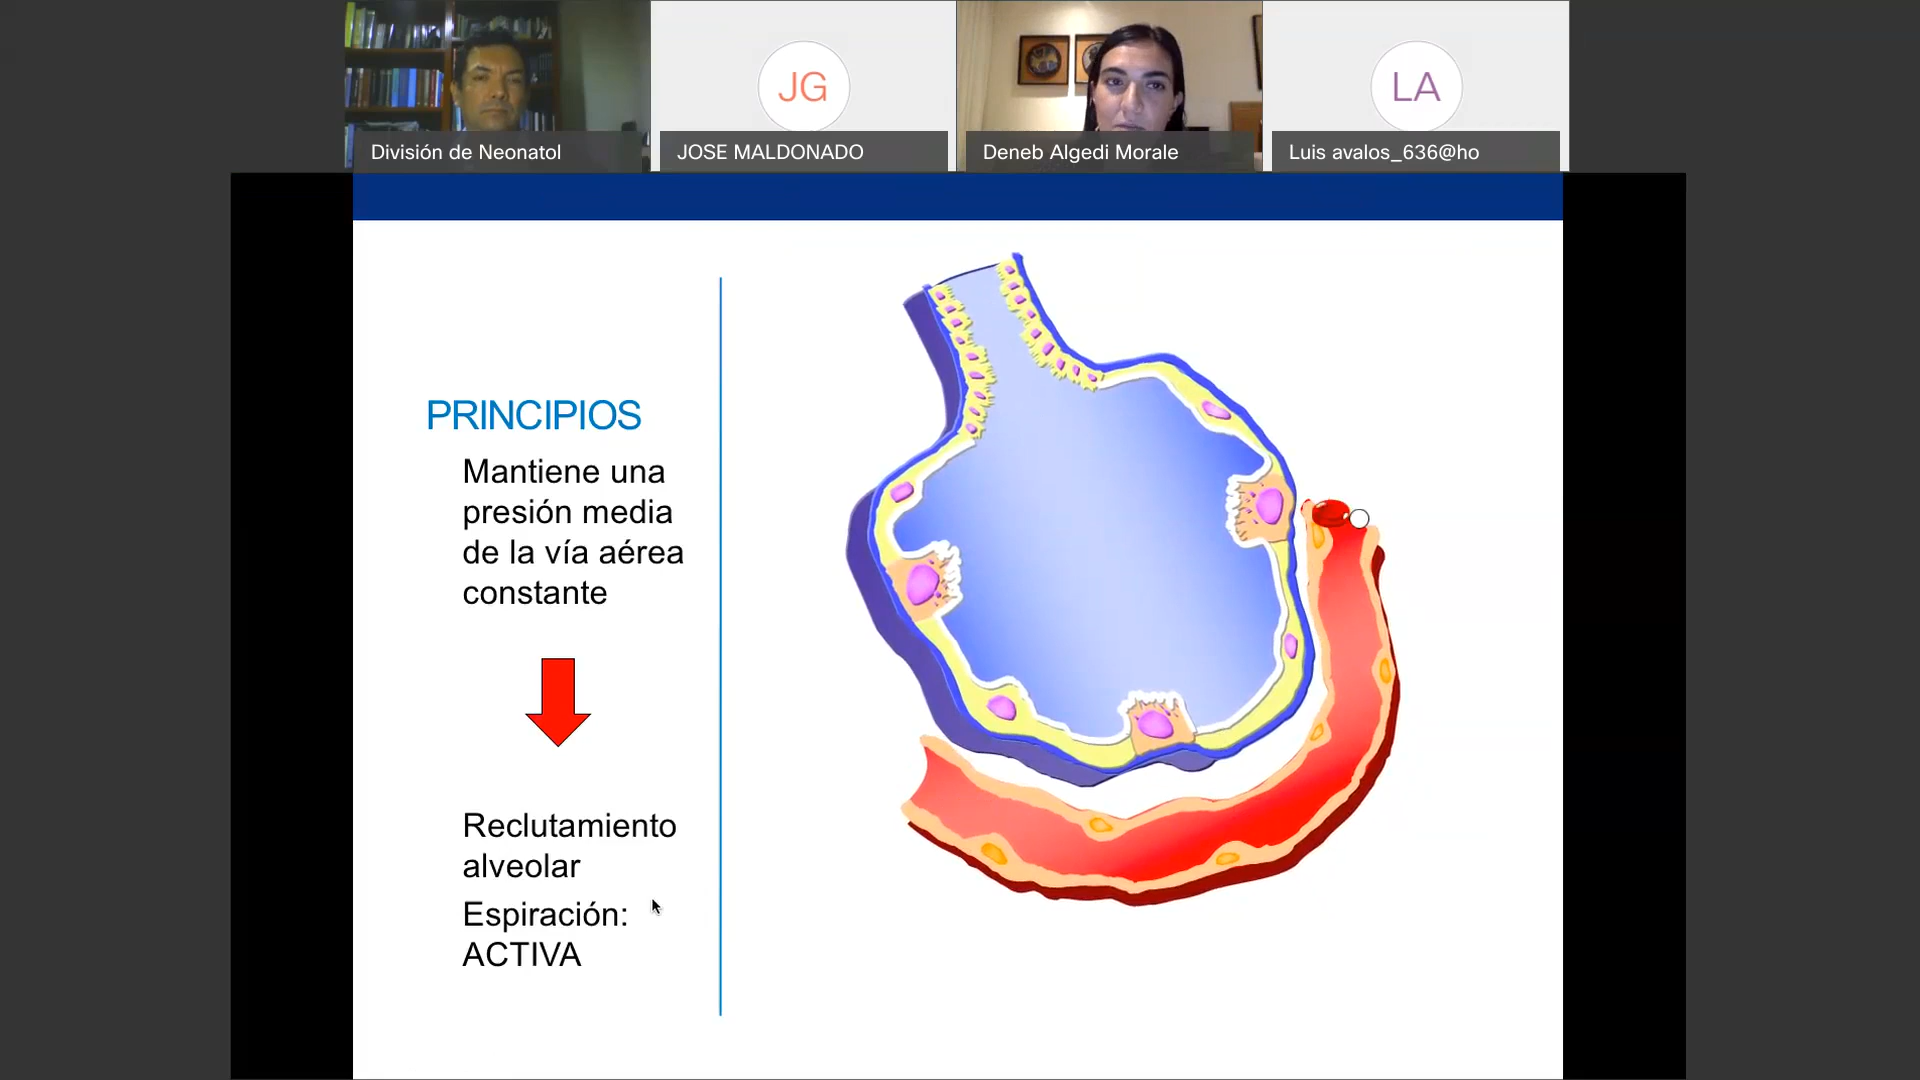 División de Neonatol
JG
JOSE MALDONADO
Deneb Algedi Morale
LA
Luis avalos_636@ho
PRINCIPIOS
Mantiene una
presión media
de la vía aérea
constante
Reclutamiento
alveolar
Espiración:
ACTIVA